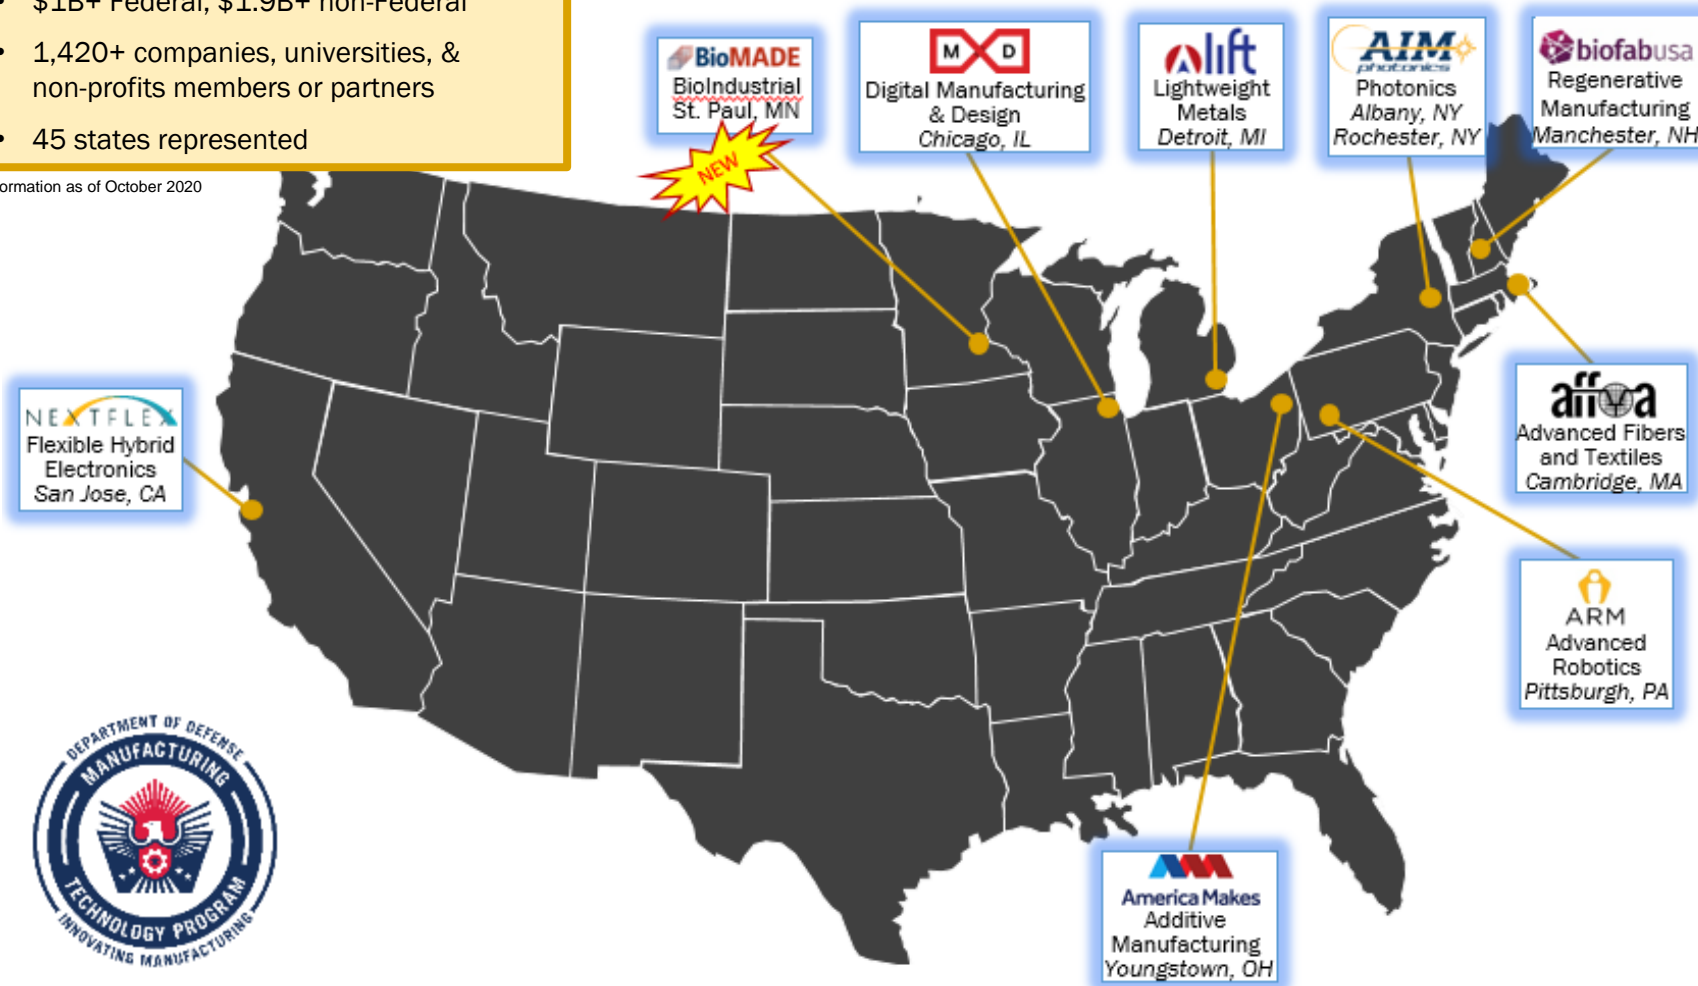 • $1B+ Federal, $1.9B+ non-Federal
• 1,420+ companies, universities, &
non-profits members or partners
• 45 states represented
ormation as of October 2020
BioMADE
BioIndustrial
St. Paul, MN
NEW
M D
Digital Manufacturing
& Design
Chicago, IL
lift
Lightweight
Metals
Detroit, MI
AIM
photonics
Photonics
Albany, NY
Rochester, NY
biofabusa
Regenerative
Manufacturing
Manchester, NH
NEXTFLEX
Flexible Hybrid
Electronics
San Jose, CA
affoa
Advanced Fibers
and Textiles
Cambridge, MA
ARM
Advanced
Robotics
Pittsburgh, PA
America Makes
Additive
Manufacturing
Youngstown, OH
DEPARTMENT OF DEFENSE
MANUFACTURING
TECHNOLOGY PROGRAM
INNOVATING MANUFACTURING